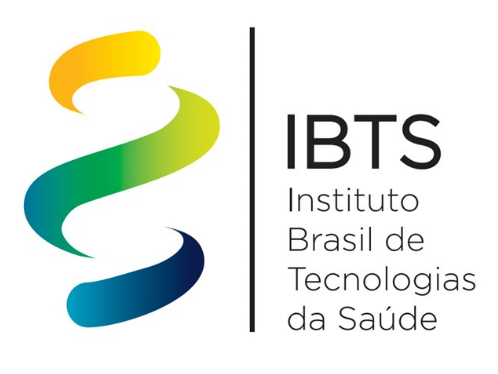 IBTS
Instituto
Brasil de
Tecnologias
da Saúde